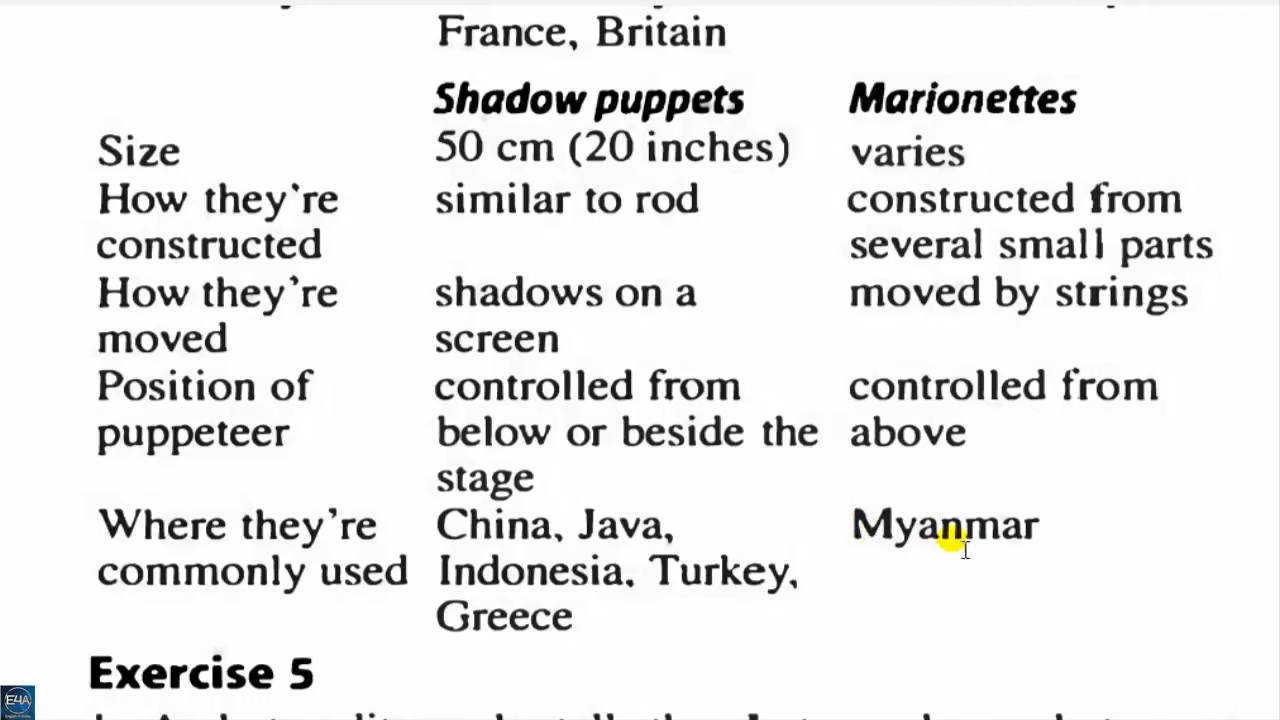 France, Britain
Shadow puppets Marionettes
Size 50 cm (20 inches) varies
How they're similar to rod constructed from
constructed several small parts
How they're shadows on a moved by strings
moved screen
Position of controlled from controlled from
puppeteer below or beside the above
stage
Where they're China, Java, Myanmar
commonly used Indonesia, Turkey,
Greece
Exercise 5
E4A